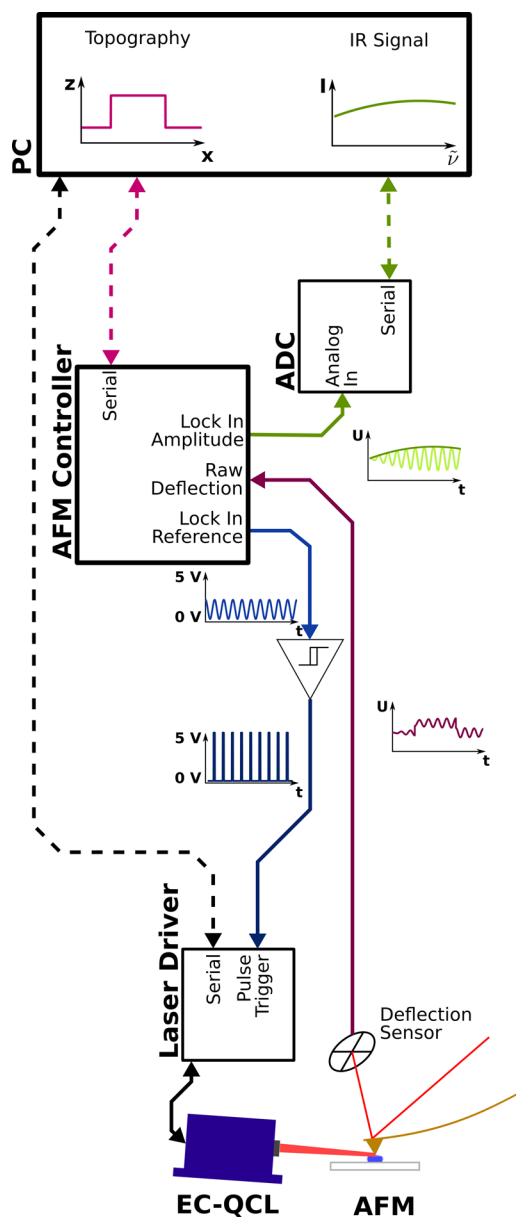 Topography
IR Signal
z
x
I
ṽ
PC
Serial
Serial
ADC
Analog
In
AFM Controller
Lock In
Amplitude
Raw
Deflection
Lock In
Reference
U
t
5 V
0 V
t
U
t
5 V
0 V
t
Laser Driver
Serial
Pulse
Trigger
Deflection
Sensor
EC-QCL
AFM